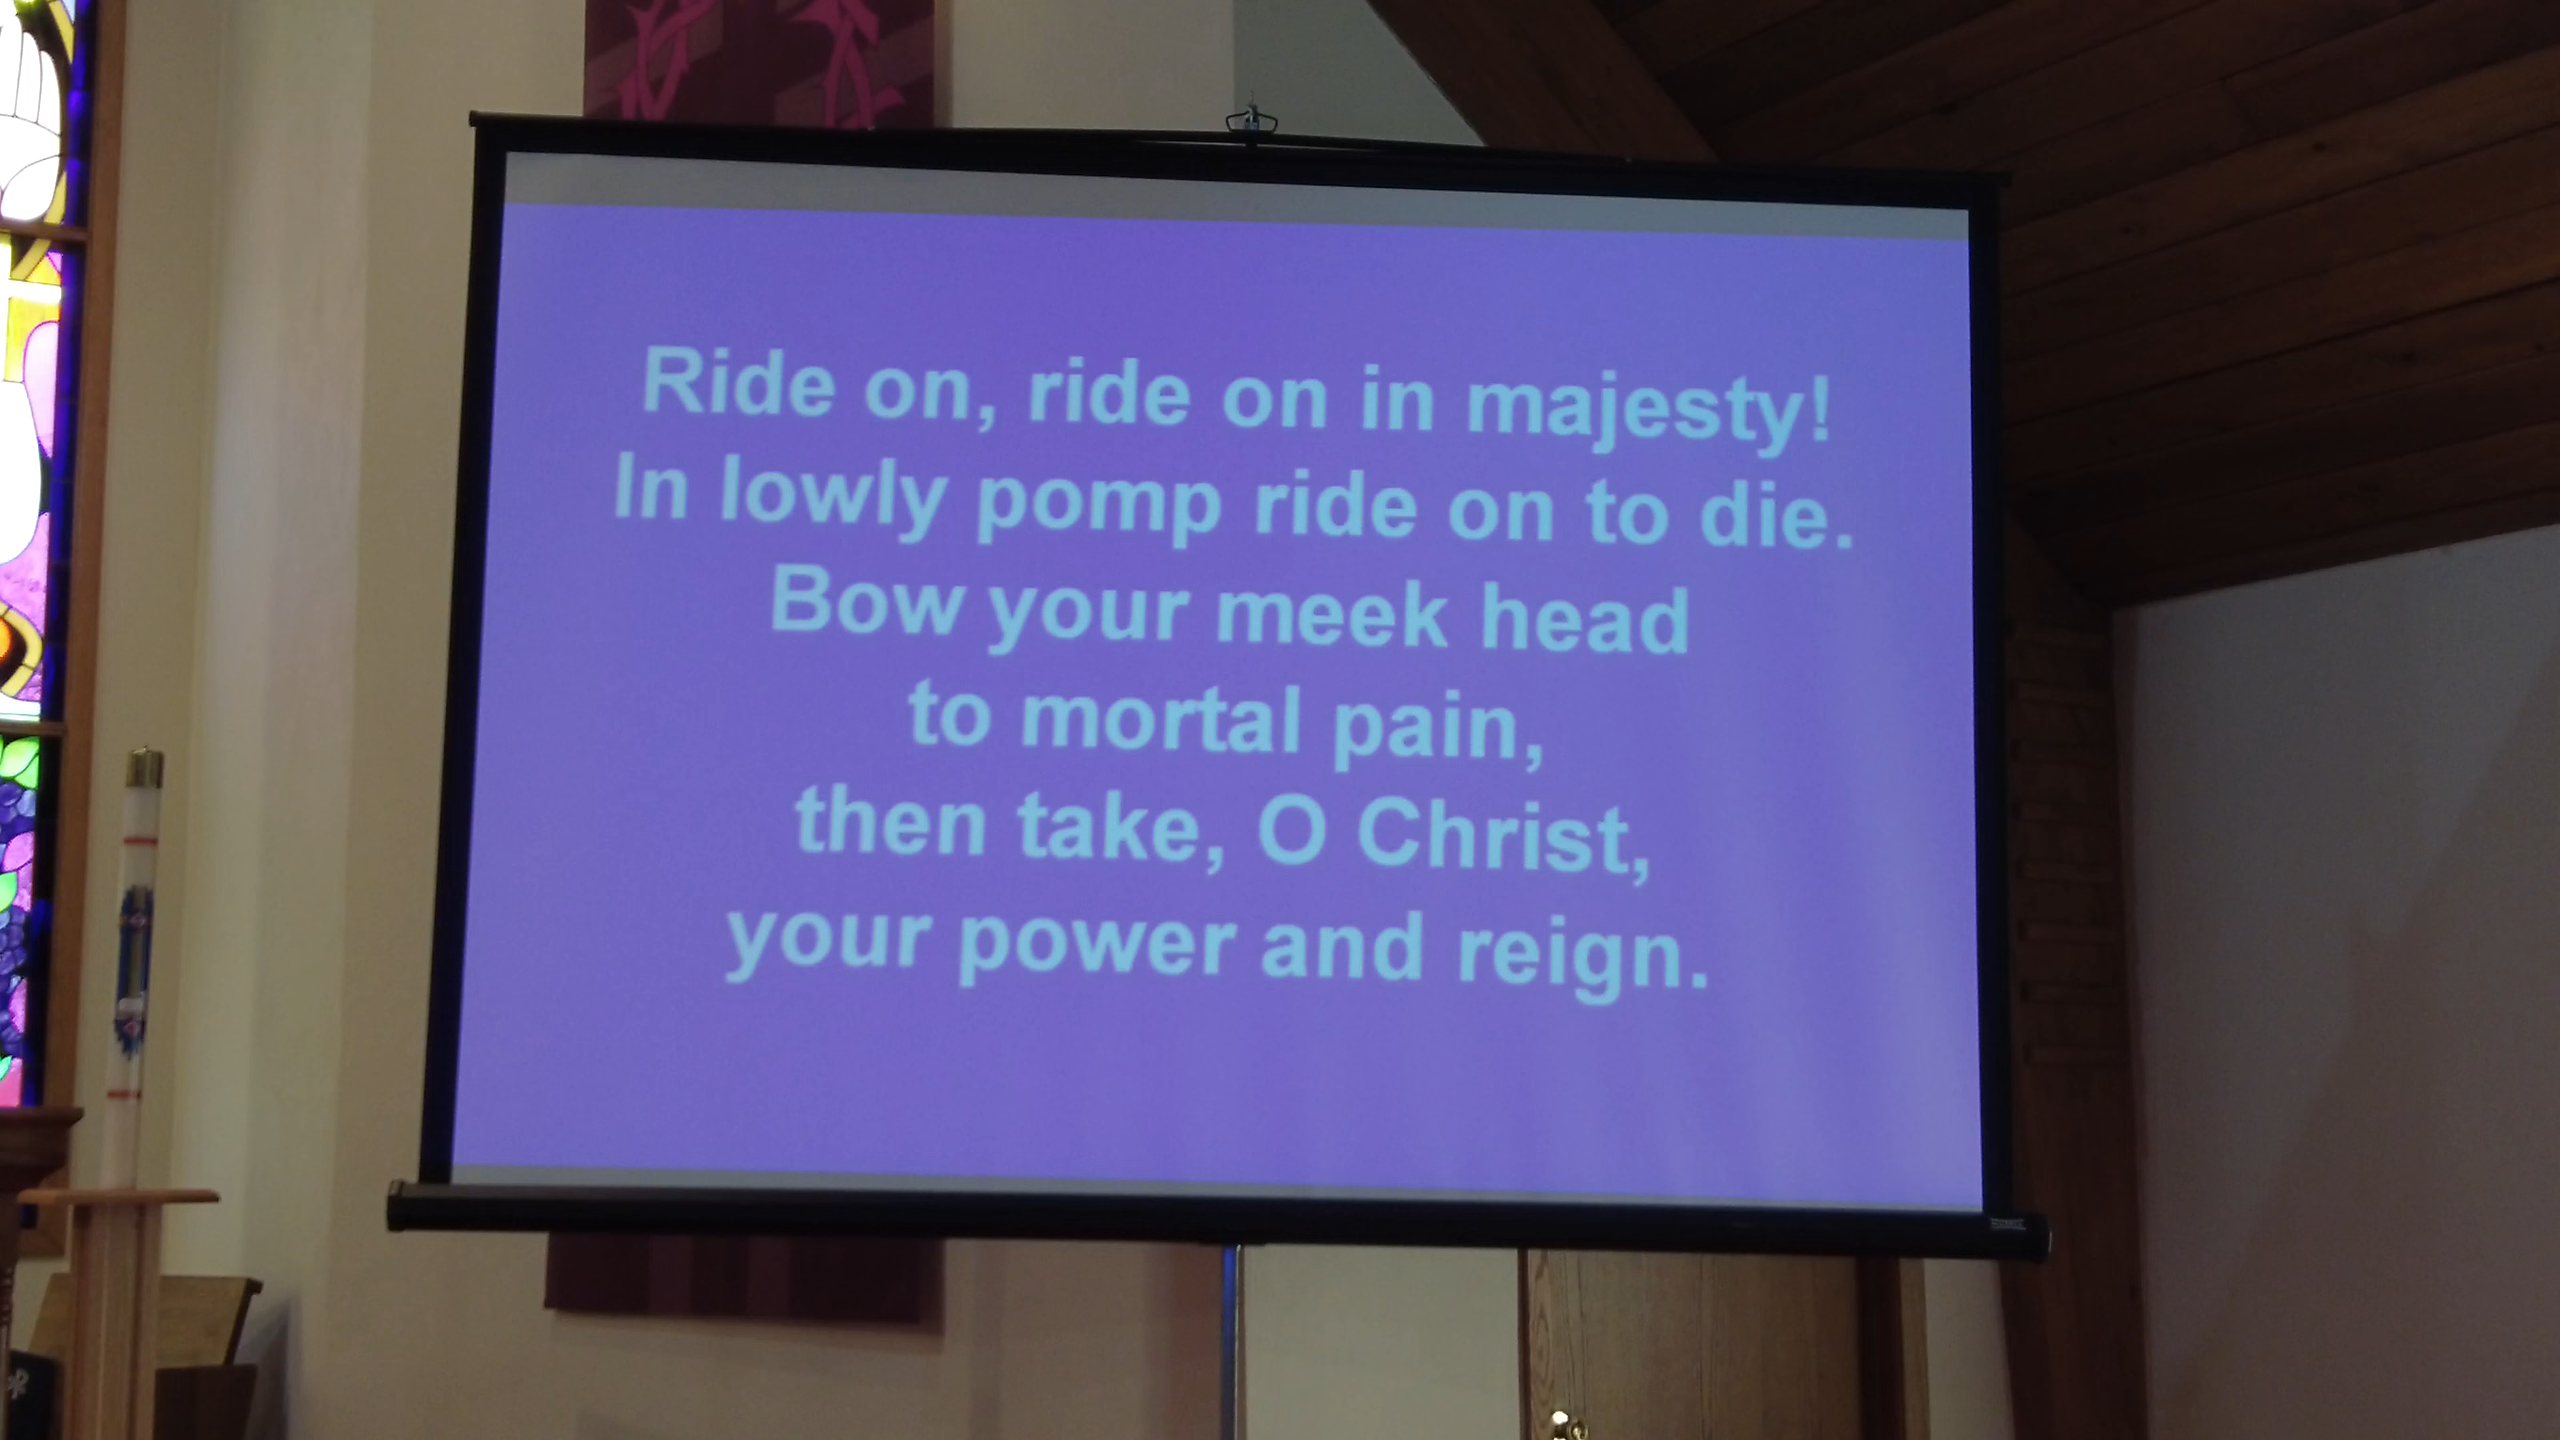 Ride on, ride on in majesty!
In lowly pomp ride on to die.
Bow your meek head
to mortal pain,
then take, O Christ,
your power and reign.